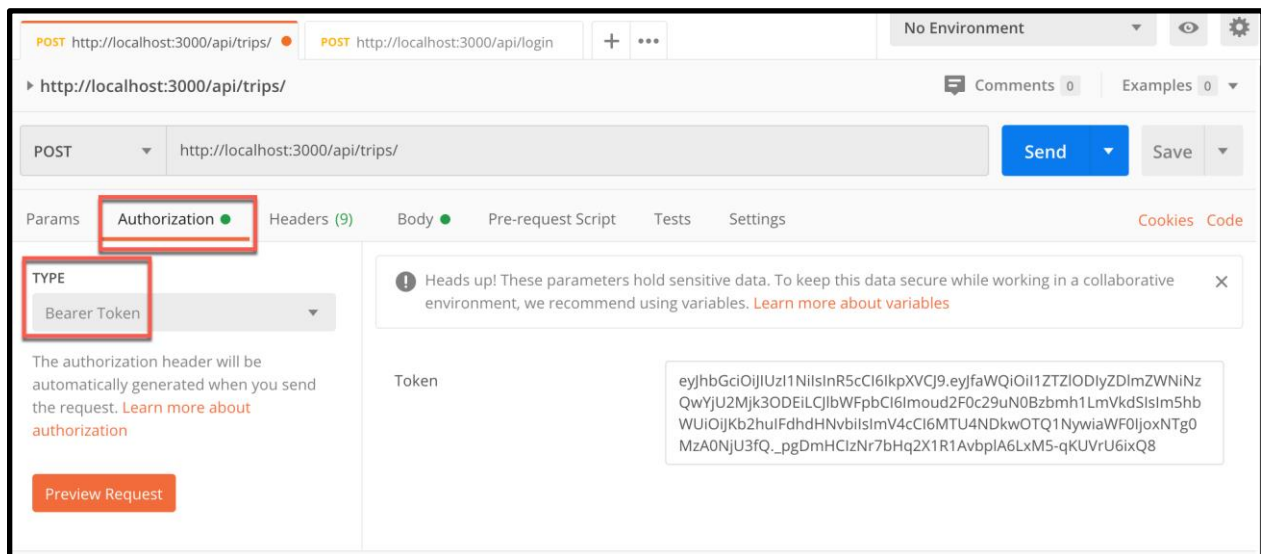 POST http://localhost:3000/api/trips/
POST http://localhost:3000/api/login
No Environment
http://localhost:3000/api/trips/
Comments 0
Examples 0
POST
http://localhost:3000/api/trips/
Send
Save
Params
Authorization
Headers (9)
Body
Pre-request Script
Tests
Settings
Cookies
Code
TYPE
Bearer Token
The authorization header will be
automatically generated when you send
the request. Learn more about
authorization
Preview Request
Heads up! These parameters hold sensitive data. To keep this data secure while working in a collaborative
environment, we recommend using variables. Learn more about variables
Token
eyJhbGciOiJIUzI1NiIsInR5cCI6IkpXVCJ9.eyJfaWQiOiI1ZTZlODIyZDlmZWNiNz
QwYjU2Mjk3ODEiLCJlbWFpbCI6Imoud2F0c29uN0Bzbmh1LmVkdSIsIm5hb
WUiOiJKb2huIFdhdHNvbiIsImV4cCI6MTU4NDkwOTQ1NywiaWF0IjoxNTg0
MzA0NjU3fQ._pgDmHCIzNr7bHq2X1R1AvbplA6LxM5-qKUVrU6ixQ8